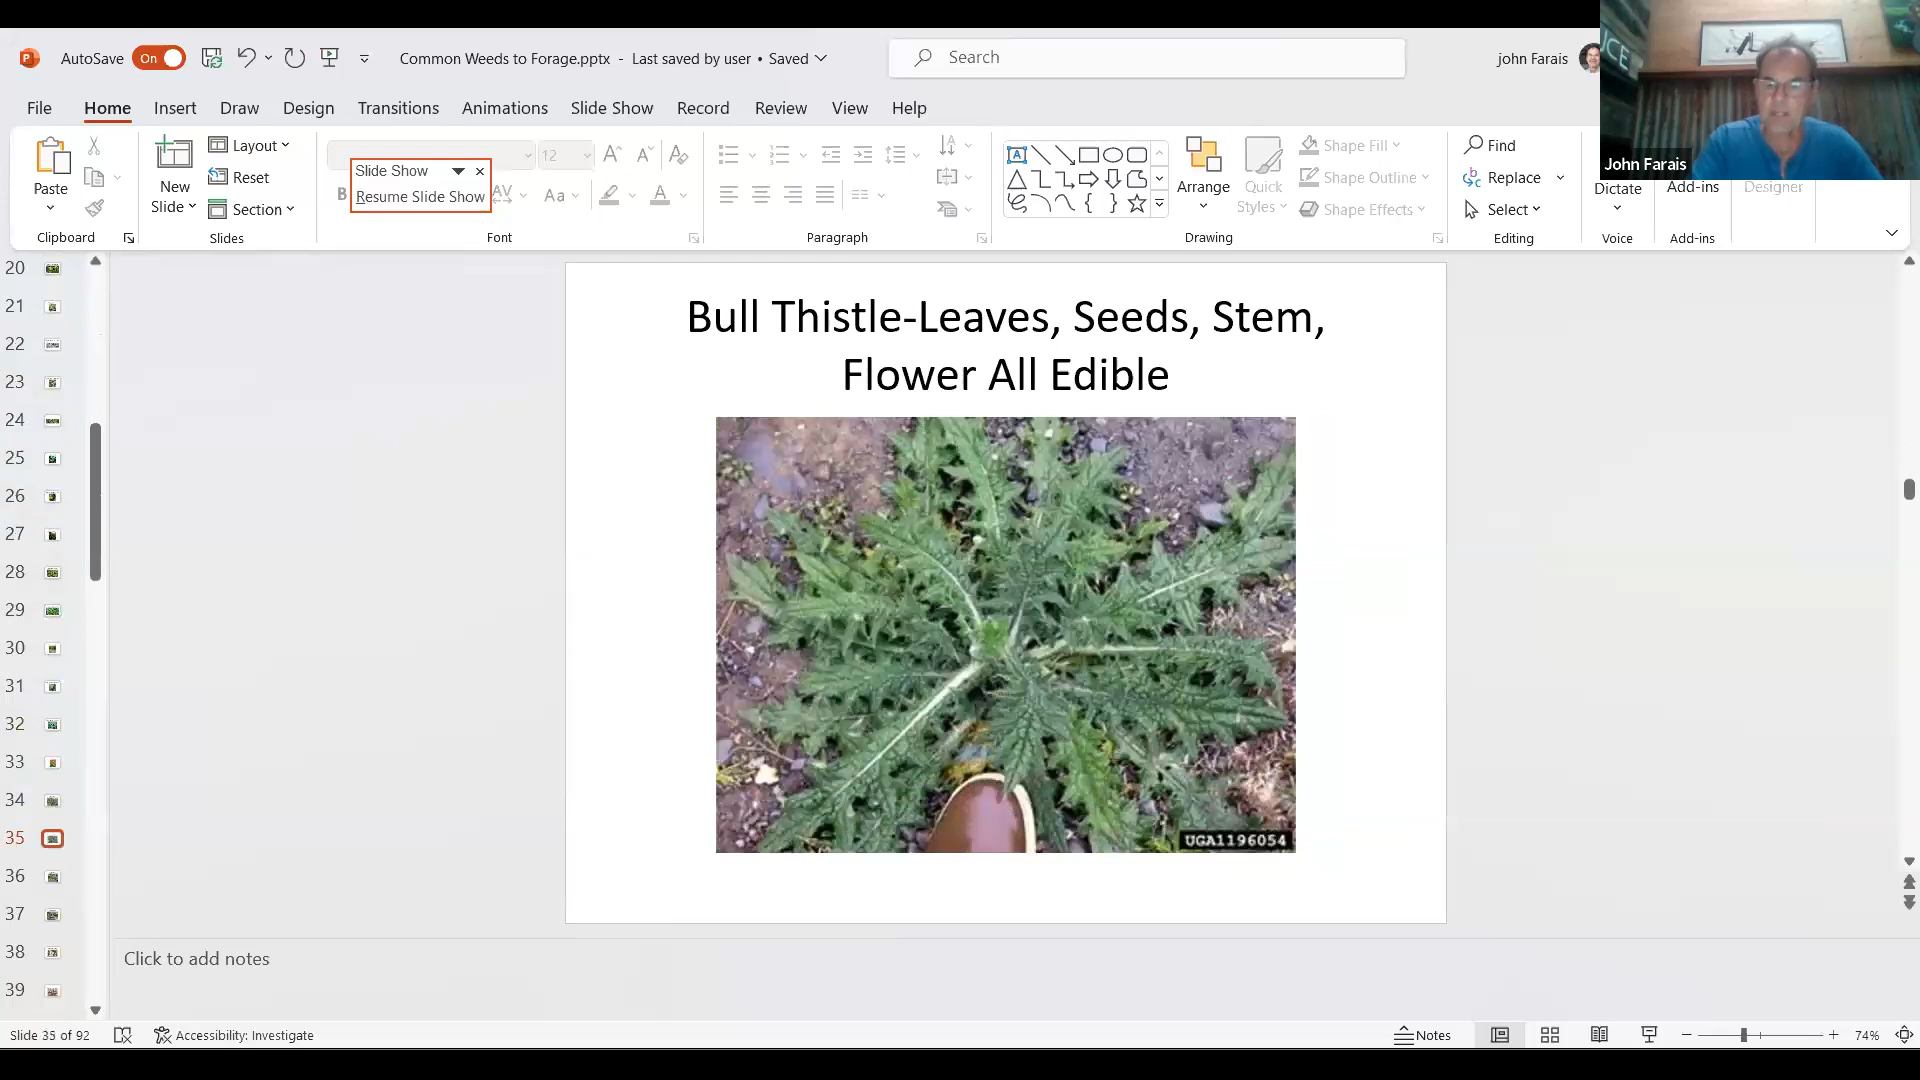 AutoSave
On
Common Weeds to Forage.pptx - Last saved by user • Saved
Search
john Farais
File
Home
Insert
Draw
Design
Transitions
Animations
Slide Show
Record
Review
View
Help
Paste
Clipboard
New
Slide
Layout
Reset
Section
Slides
12
Slide Show
Resume Slide Show
B
AV
Aa
A
Font
Paragraph
Arrange
Quick
Styles
Shape Fill
Shape Outline
Shape Effects
Drawing
Find
Replace
Select
Editing
Dictate
Voice
Add-ins
Add-ins
Designer
CE
John Farais
20
21
22
23
24
25
26
27
28
29
30
31
32
33
34
35
36
37
38
39
Bull Thistle-Leaves, Seeds, Stem,
Flower All Edible
UGA1196054
Click to add notes
Slide 35 of 92
Accessibility: Investigate
Notes
74%